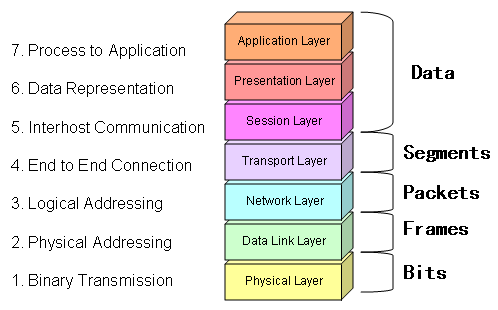 7. Process to Application
Application Layer
Data
6. Data Representation
Presentation Layer
5. Interhost Communication
Session Layer
4. End to End Connection
Transport Layer
Segments
3. Logical Addressing
Network Layer
Packets
2. Physical Addressing
Data Link Layer
Frames
1. Binary Transmission
Physical Layer
Bits